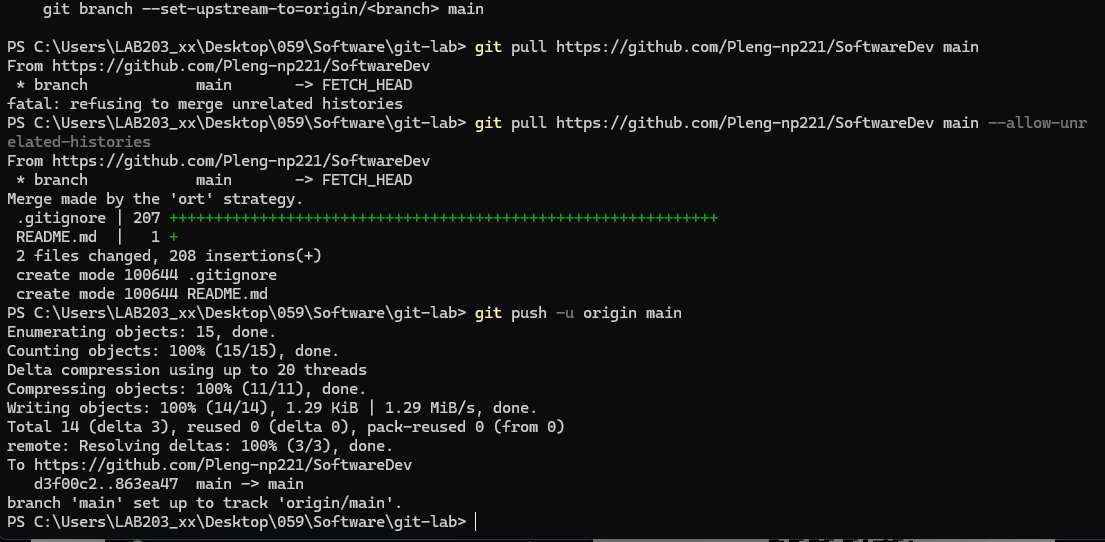 git branch --set-upstream-to=origin/<branch> main
PS C:\Users\LAB203_xx\Desktop\059\Software\git-lab> git pull https://github.com/Pleng-np221/SoftwareDev main
From https://github.com/Pleng-np221/SoftwareDev
 * branch            main       -> FETCH_HEAD
fatal: refusing to merge unrelated histories
PS C:\Users\LAB203_xx\Desktop\059\Software\git-lab> git pull https://github.com/Pleng-np221/SoftwareDev main --allow-unr
elated-histories
From https://github.com/Pleng-np221/SoftwareDev
 * branch            main       -> FETCH_HEAD
Merge made by the 'ort' strategy.
 .gitignore | 207 +++++++++++++++++++++++++++++++++++++++++++++++++++++++++++++
 README.md  |   1 +
 2 files changed, 208 insertions(+)
 create mode 100644 .gitignore
 create mode 100644 README.md
PS C:\Users\LAB203_xx\Desktop\059\Software\git-lab> git push -u origin main
Enumerating objects: 15, done.
Counting objects: 100% (15/15), done.
Delta compression using up to 20 threads
Compressing objects: 100% (11/11), done.
Writing objects: 100% (14/14), 1.29 KiB | 1.29 MiB/s, done.
Total 14 (delta 3), reused 0 (delta 0), pack-reused 0 (from 0)
remote: Resolving deltas: 100% (3/3), done.
To https://github.com/Pleng-np221/SoftwareDev
   d3f00c2..863ea47  main -> main
branch 'main' set up to track 'origin/main'.
PS C:\Users\LAB203_xx\Desktop\059\Software\git-lab>